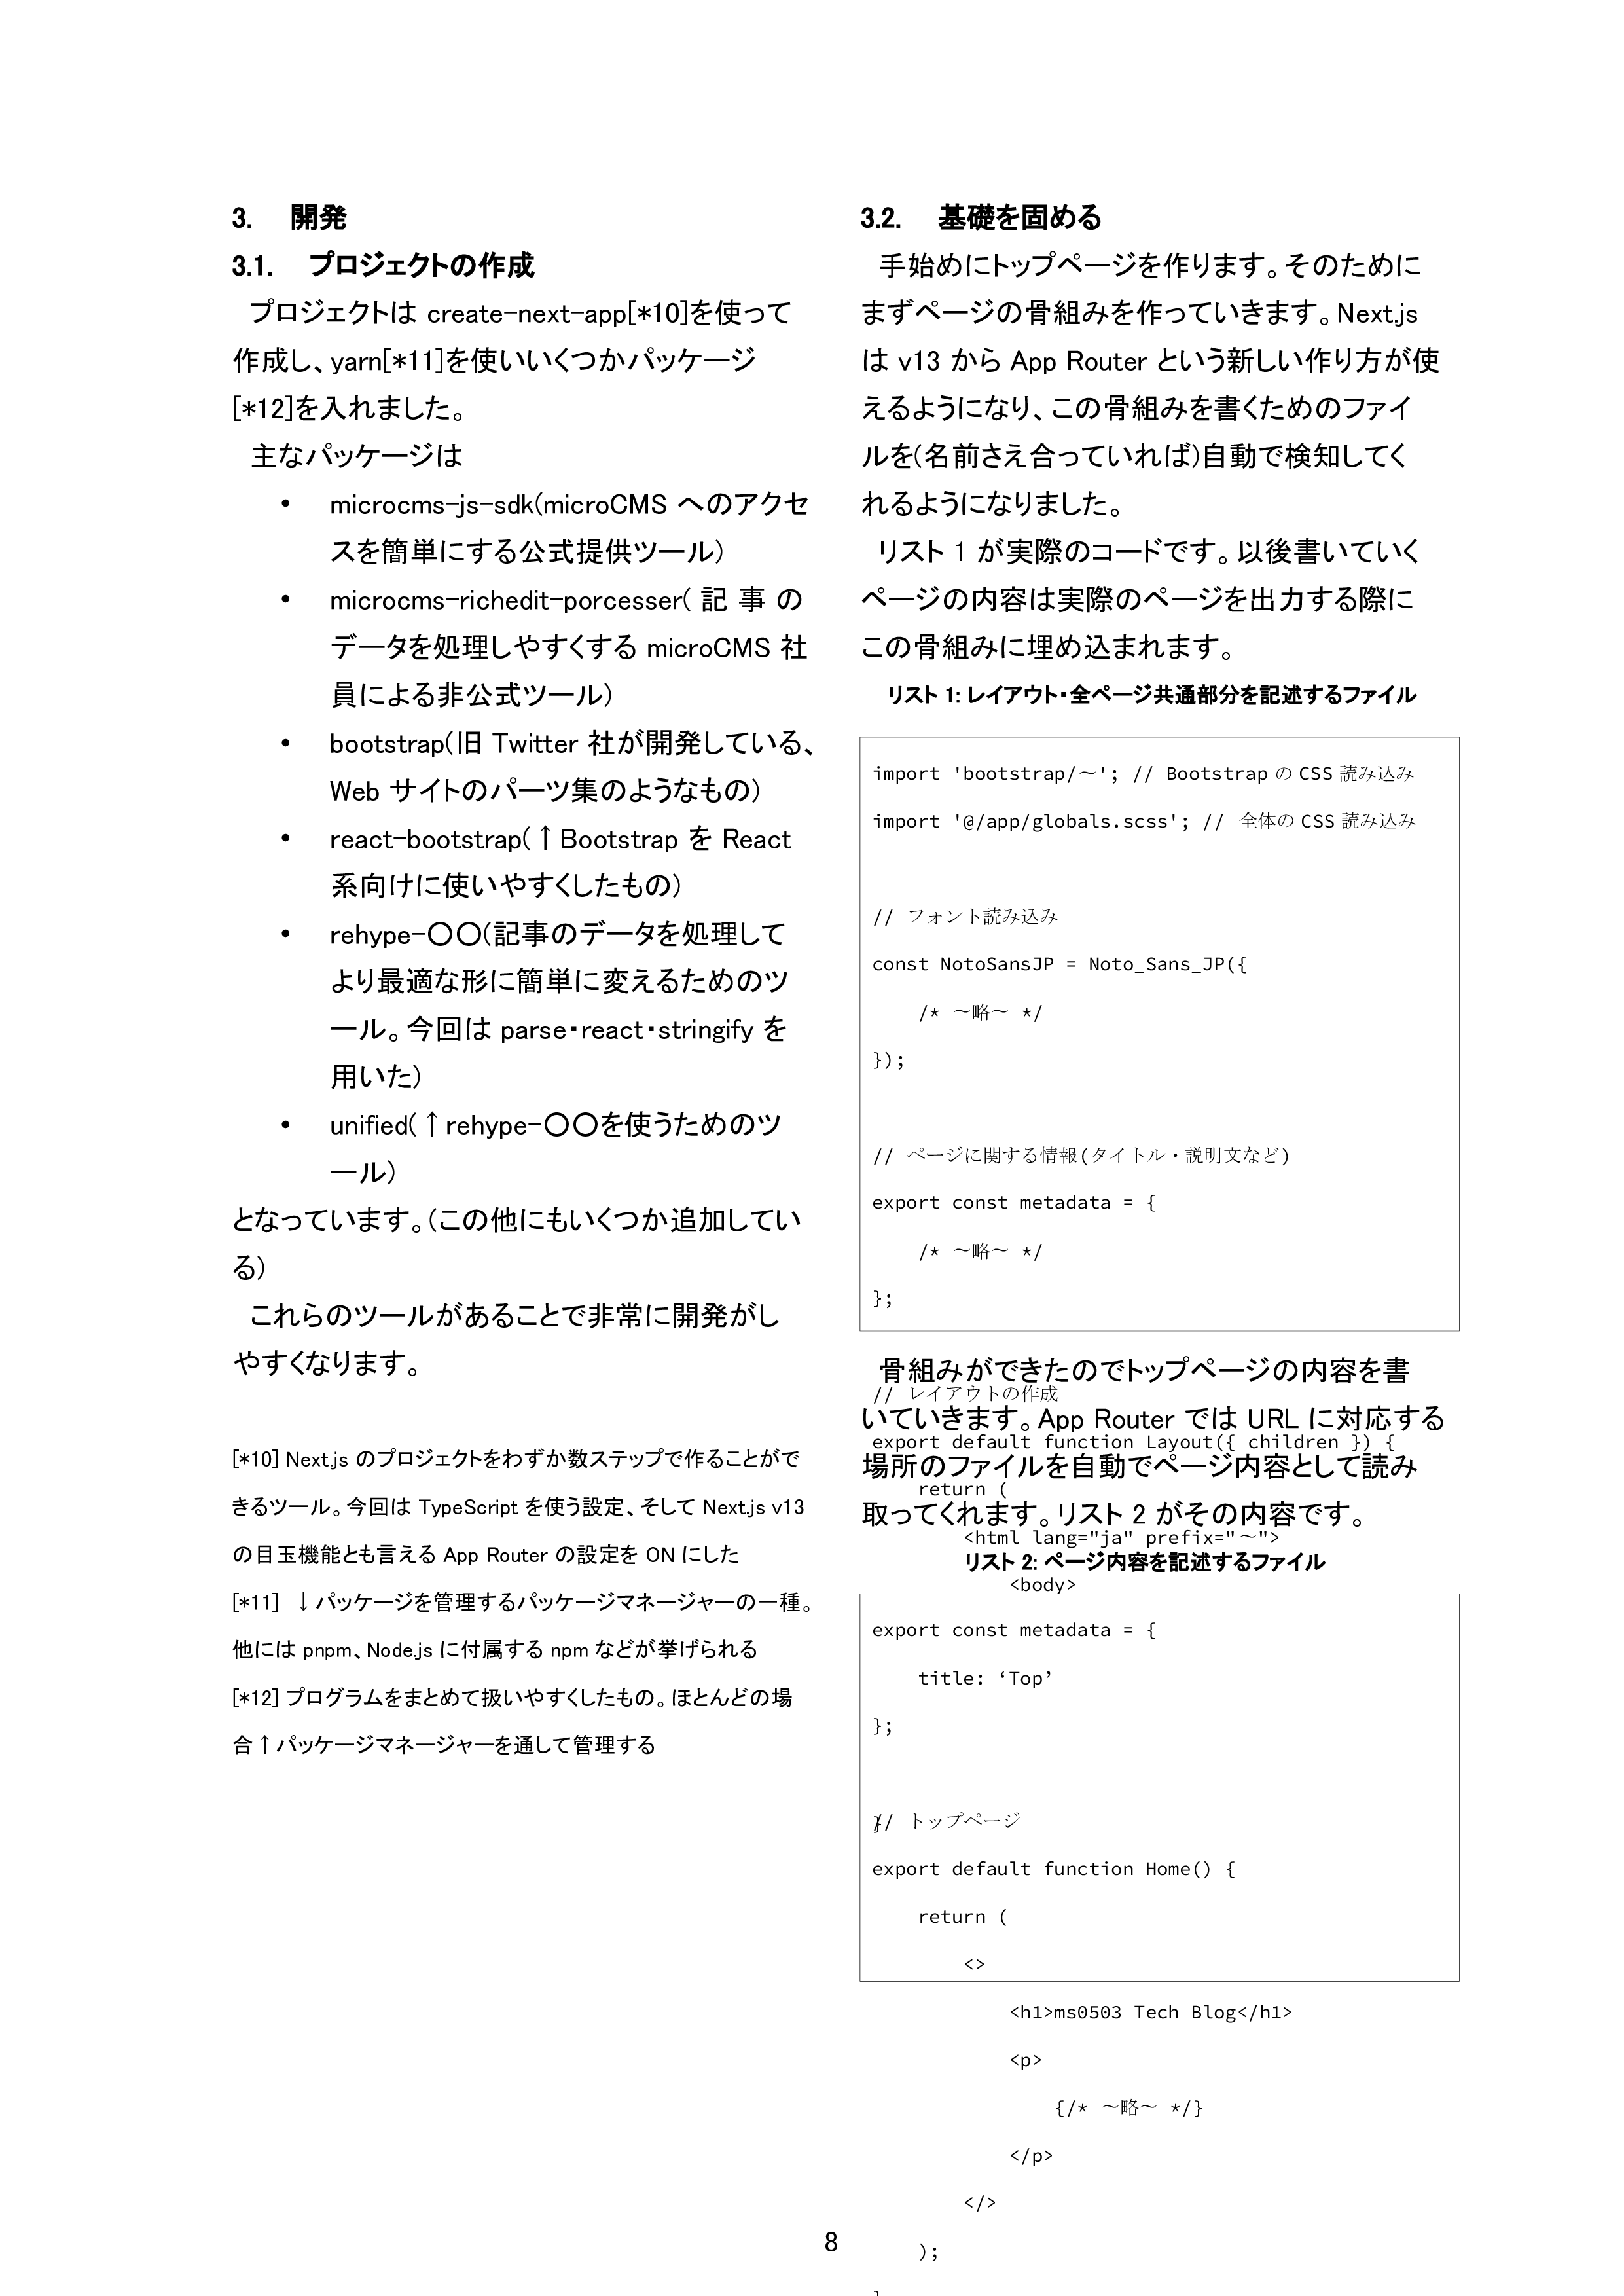 3. 開発
3.1. プロジェクトの作成
プロジェクトは create-next-app[*10]を使って
作成し、yarn[*11]を使いいくつかパッケージ
[*12]を入れました。
主なパッケージは
• microcms-js-sdk(microCMS へのアクセ
スを簡単にする公式提供ツール)
• microcms-richedit-porcesser(記事の
データを処理しやすくする microCMS 社
員による非公式ツール)
• bootstrap(旧 Twitter 社が開発している、
Web サイトのパーツ集のようなもの)
• react-bootstrap(↑Bootstrap を React
系向けに使いやすくしたもの)
• rehype-〇〇(記事のデータを処理して
より最適な形に簡単に変えるためのツ
ール。今回は parse・react・stringify を
用いた)
• unified(↑rehype-〇〇を使うためのツ
ール)
となっています。(この他にもいくつか追加してい
る)
これらのツールがあることで非常に開発がし
やすくなります。
[*10] Next.js のプロジェクトをわずか数ステップで作ることがで
きるツール。今回は TypeScript を使う設定、そして Next.js v13
の目玉機能とも言える App Router の設定を ON にした
[*11] ↓パッケージを管理するパッケージマネージャーの一種。
他には pnpm、Node.js に付属する npm などが挙げられる
[*12] プログラムをまとめて扱いやすくしたもの。ほとんどの場
合↑パッケージマネージャーを通して管理する
3.2. 基礎を固める
手始めにトップページを作ります。そのために
まずページの骨組みを作っていきます。Next.js
は v13 から App Router という新しい作り方が使
えるようになり、この骨組みを書くためのファイ
ルを(名前さえ合っていれば)自動で検知してく
れるようになりました。
リスト 1 が実際のコードです。以後書いていく
ページの内容は実際のページを出力する際に
この骨組みに埋め込まれます。
リスト 1: レイアウト・全ページ共通部分を記述するファイル
import 'bootstrap/～'; // Bootstrap の CSS 読み込み
import '@/app/globals.scss'; // 全体の CSS 読み込み
// フォント読み込み
const NotoSansJP = Noto_Sans_JP({
/* ～略～ */
});
// ページに関する情報(タイトル・説明文など)
export const metadata = {
/* ～略～ */
};
骨組みができたのでトップページの内容を書
// レイアウトの作成
いていきます。App Router では URL に対応する
export default function Layout({ children }) {
場所のファイルを自動でページ内容として読み
return (
取ってくれます。リスト 2 がその内容です。
<html lang="ja" prefix="～">
リスト 2: ページ内容を記述するファイル
<body>
export const metadata = {
title: ‘Top’
};
}
// トップページ
export default function Home() {
return (
<>
<h1>ms0503 Tech Blog</h1>
<p>
{/* ～略～ */}
</p>
</>
);
8